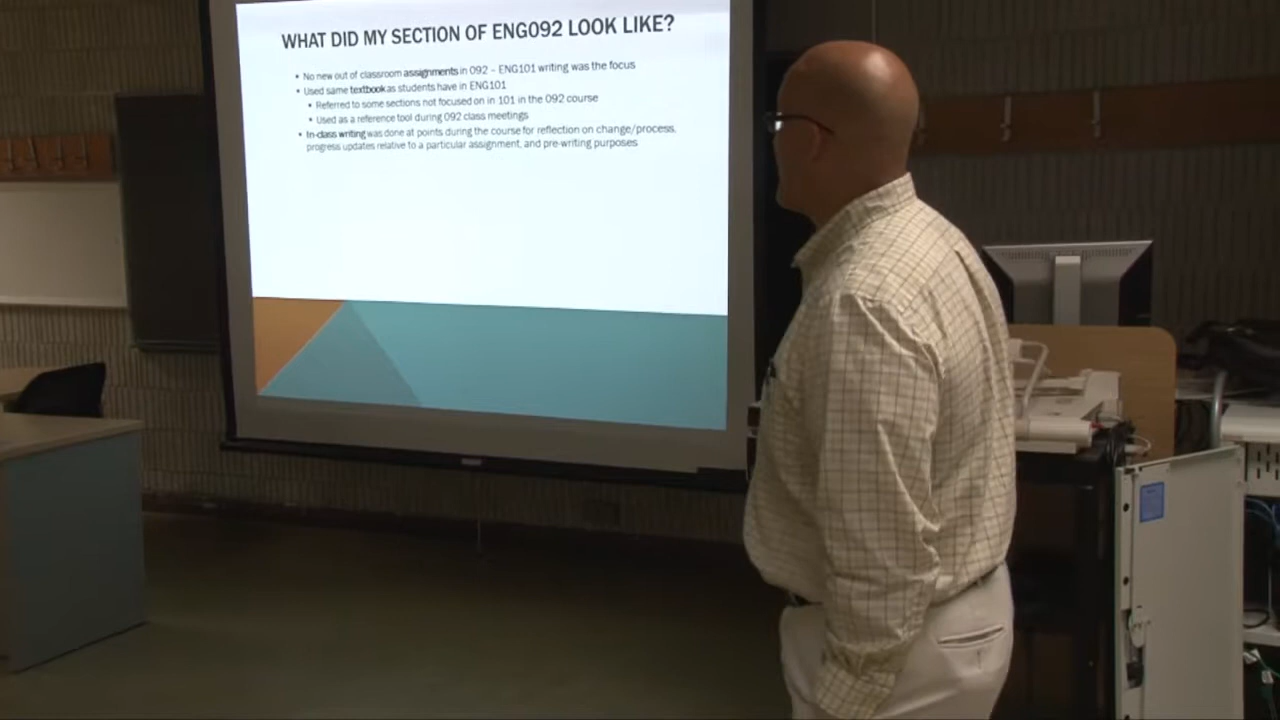 WHAT DID MY SECTION OF ENG092 LOOK LIKE?
• No new out of classroom assignments in 092 – ENG101 writing was the focus
• Used same textbook as students have in ENG101
• Referred to some sections not focused on in 101 in the 092 course
• Used as a reference tool during 092 class meetings
• In-class writing was done at points during the course for reflection on change/process,
progress updates relative to a particular assignment, and pre-writing purposes